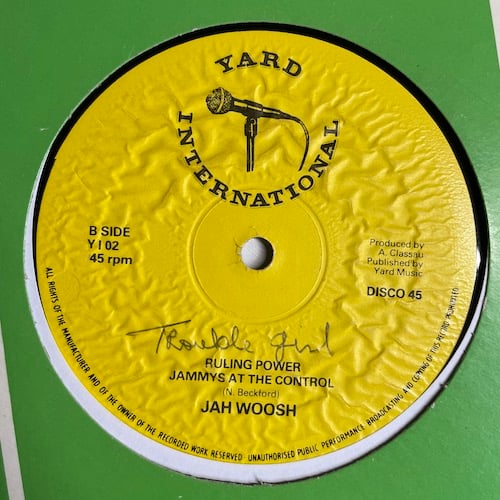 YARD
INTERNATIONAL
B SIDE
Y I 02
45 rpm
Produced by
A. Classau
Published by
Yard Music
DISCO 45
Trouble girl
RULING POWER
JAMMYS AT THE CONTROL
(N. Beckford)
JAH WOOSH
ALL RIGHTS OF THE MANUFACTURER AND OF THE OWNER OF THE RECORDED WORK RESERVED · UNAUTHORISED PUBLIC PERFORMANCE BROADCASTING AND COPYING OF THIS RECORD PROHIBITED